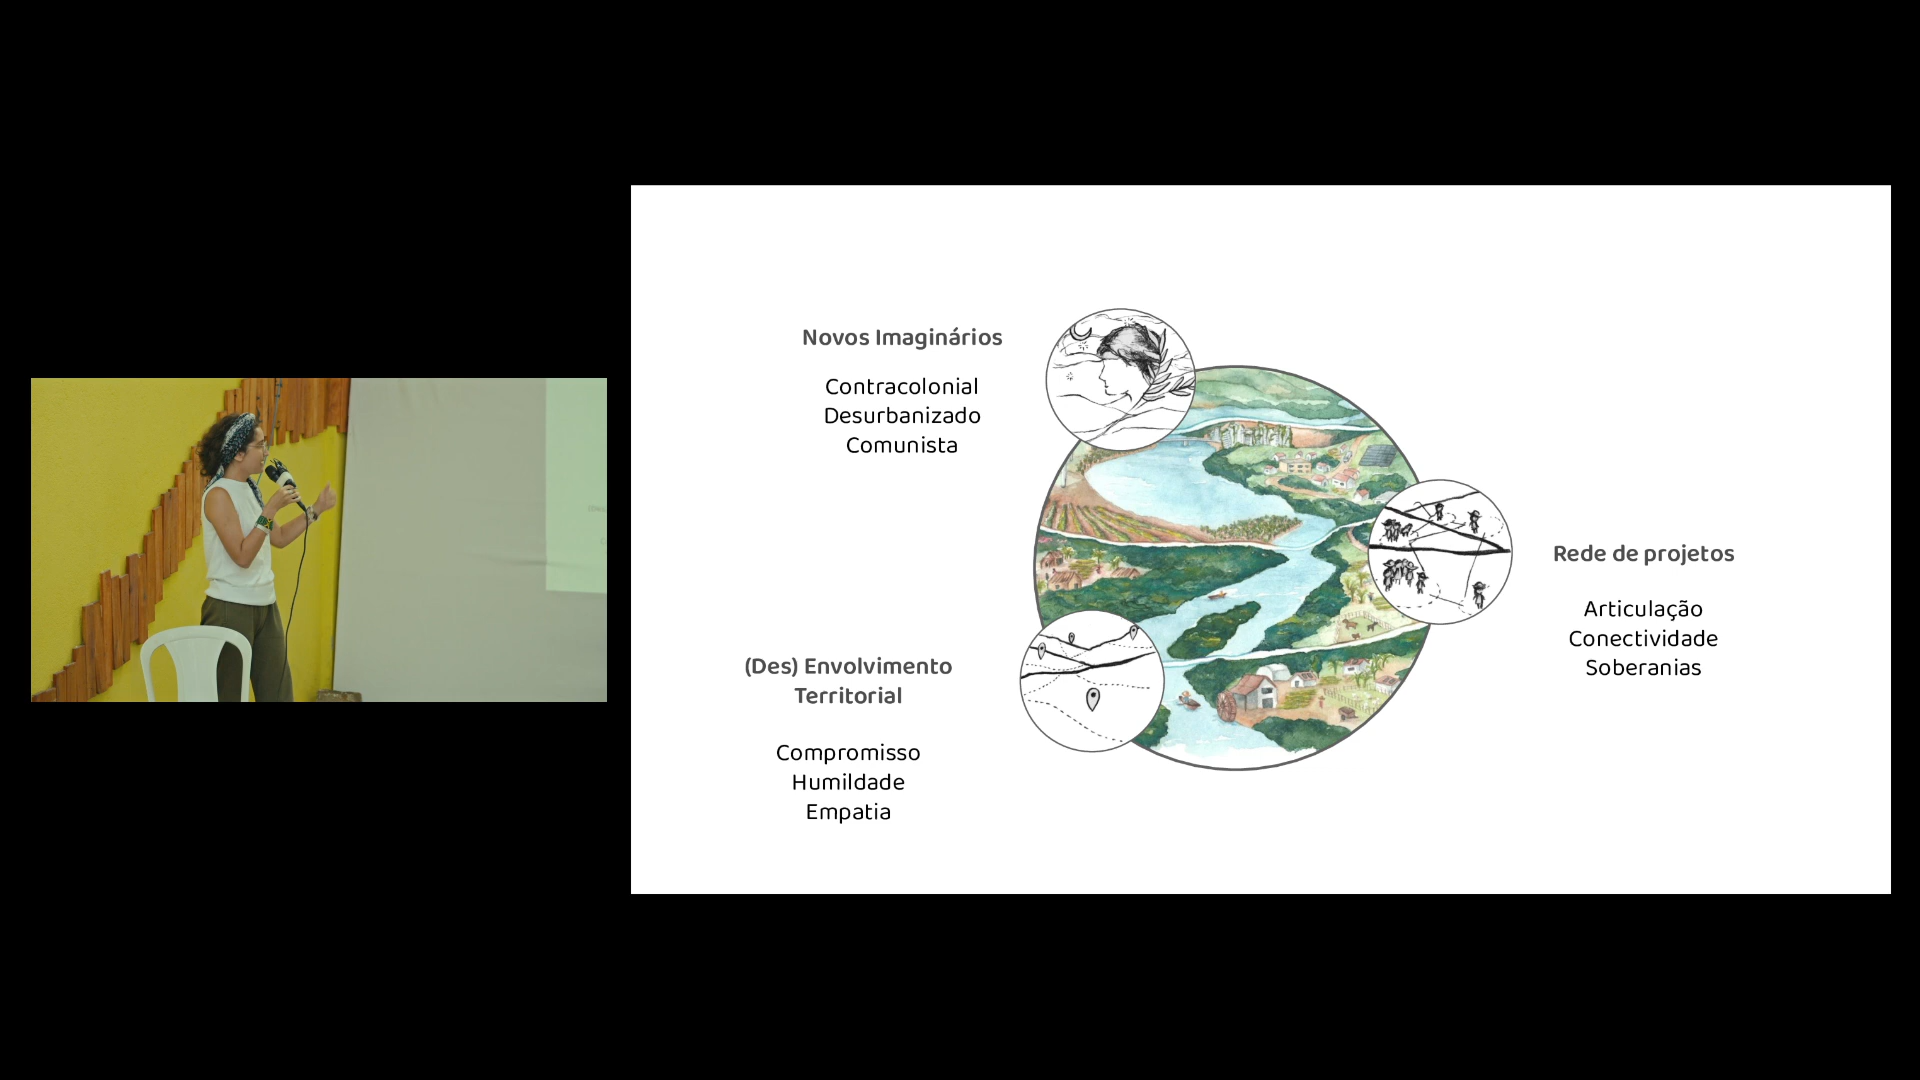 Novos Imaginários
Contracolonial
Desurbanizado
Comunista
Rede de projetos
Articulação
Conectividade
Soberanias
(Des) Envolvimento
Territorial
Compromisso
Humildade
Empatia